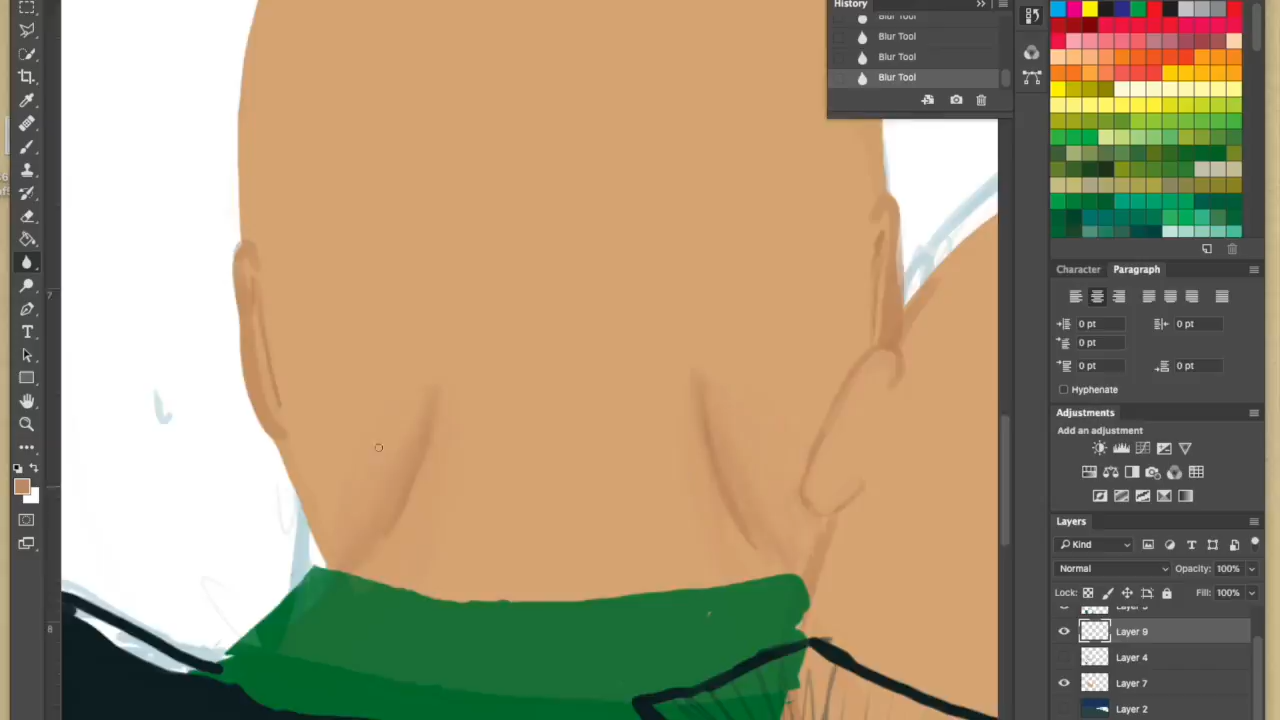 History
Blur Tool
Blur Tool
Blur Tool
Blur Tool
7
8
Character
Paragraph
0 pt
0 pt
0 pt
0 pt
0 pt
Hyphenate
Adjustments
Add an adjustment
Layers
Kind
Normal
Opacity: 100%
Lock:
Fill: 100%
Layer 9
Layer 4
Layer 7
Layer 2